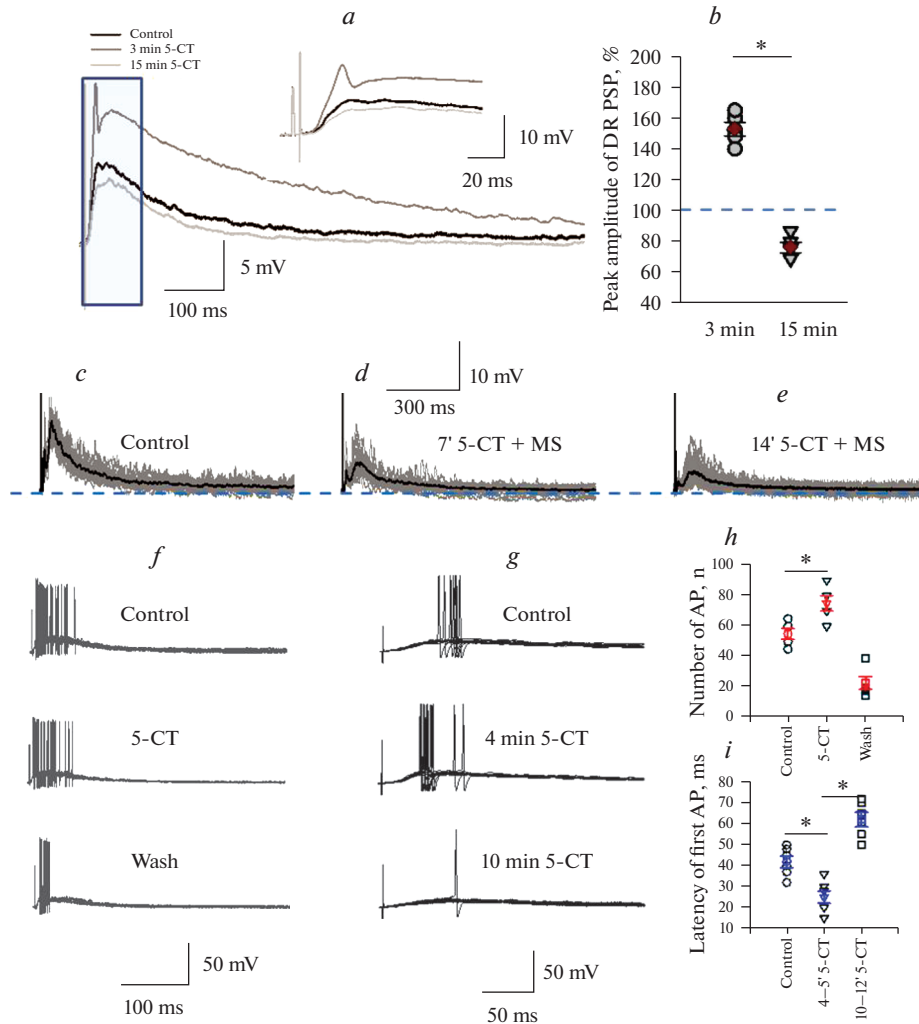 a
Control
3 min 5-CT
15 min 5-CT
10 mV
20 ms
5 mV
100 ms
b
*
Peak amplitude of DR PSP, %
200
180
160
140
120
100
80
60
40
3 min
15 min
c
Control
10 mV
300 ms
d
7' 5-CT + MS
e
14' 5-CT + MS
f
Control
5-CT
Wash
50 mV
100 ms
g
Control
4 min 5-CT
10 min 5-CT
50 mV
50 ms
h
*
Number of AP, n
100
80
60
40
20
0
Control
5-CT
Wash
i
*
*
Latency of first AP, ms
80
70
60
50
40
30
20
10
Control
4–5' 5-CT
10–12' 5-CT